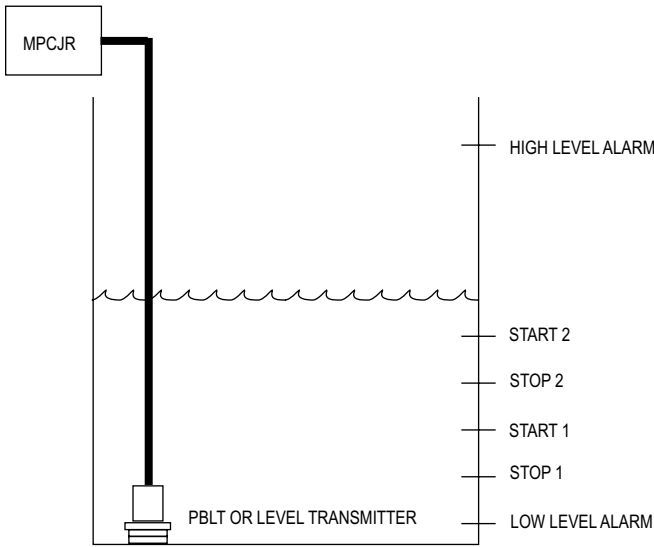 MPCJR
HIGH LEVEL ALARM
START 2
STOP 2
START 1
STOP 1
PBLT OR LEVEL TRANSMITTER
LOW LEVEL ALARM